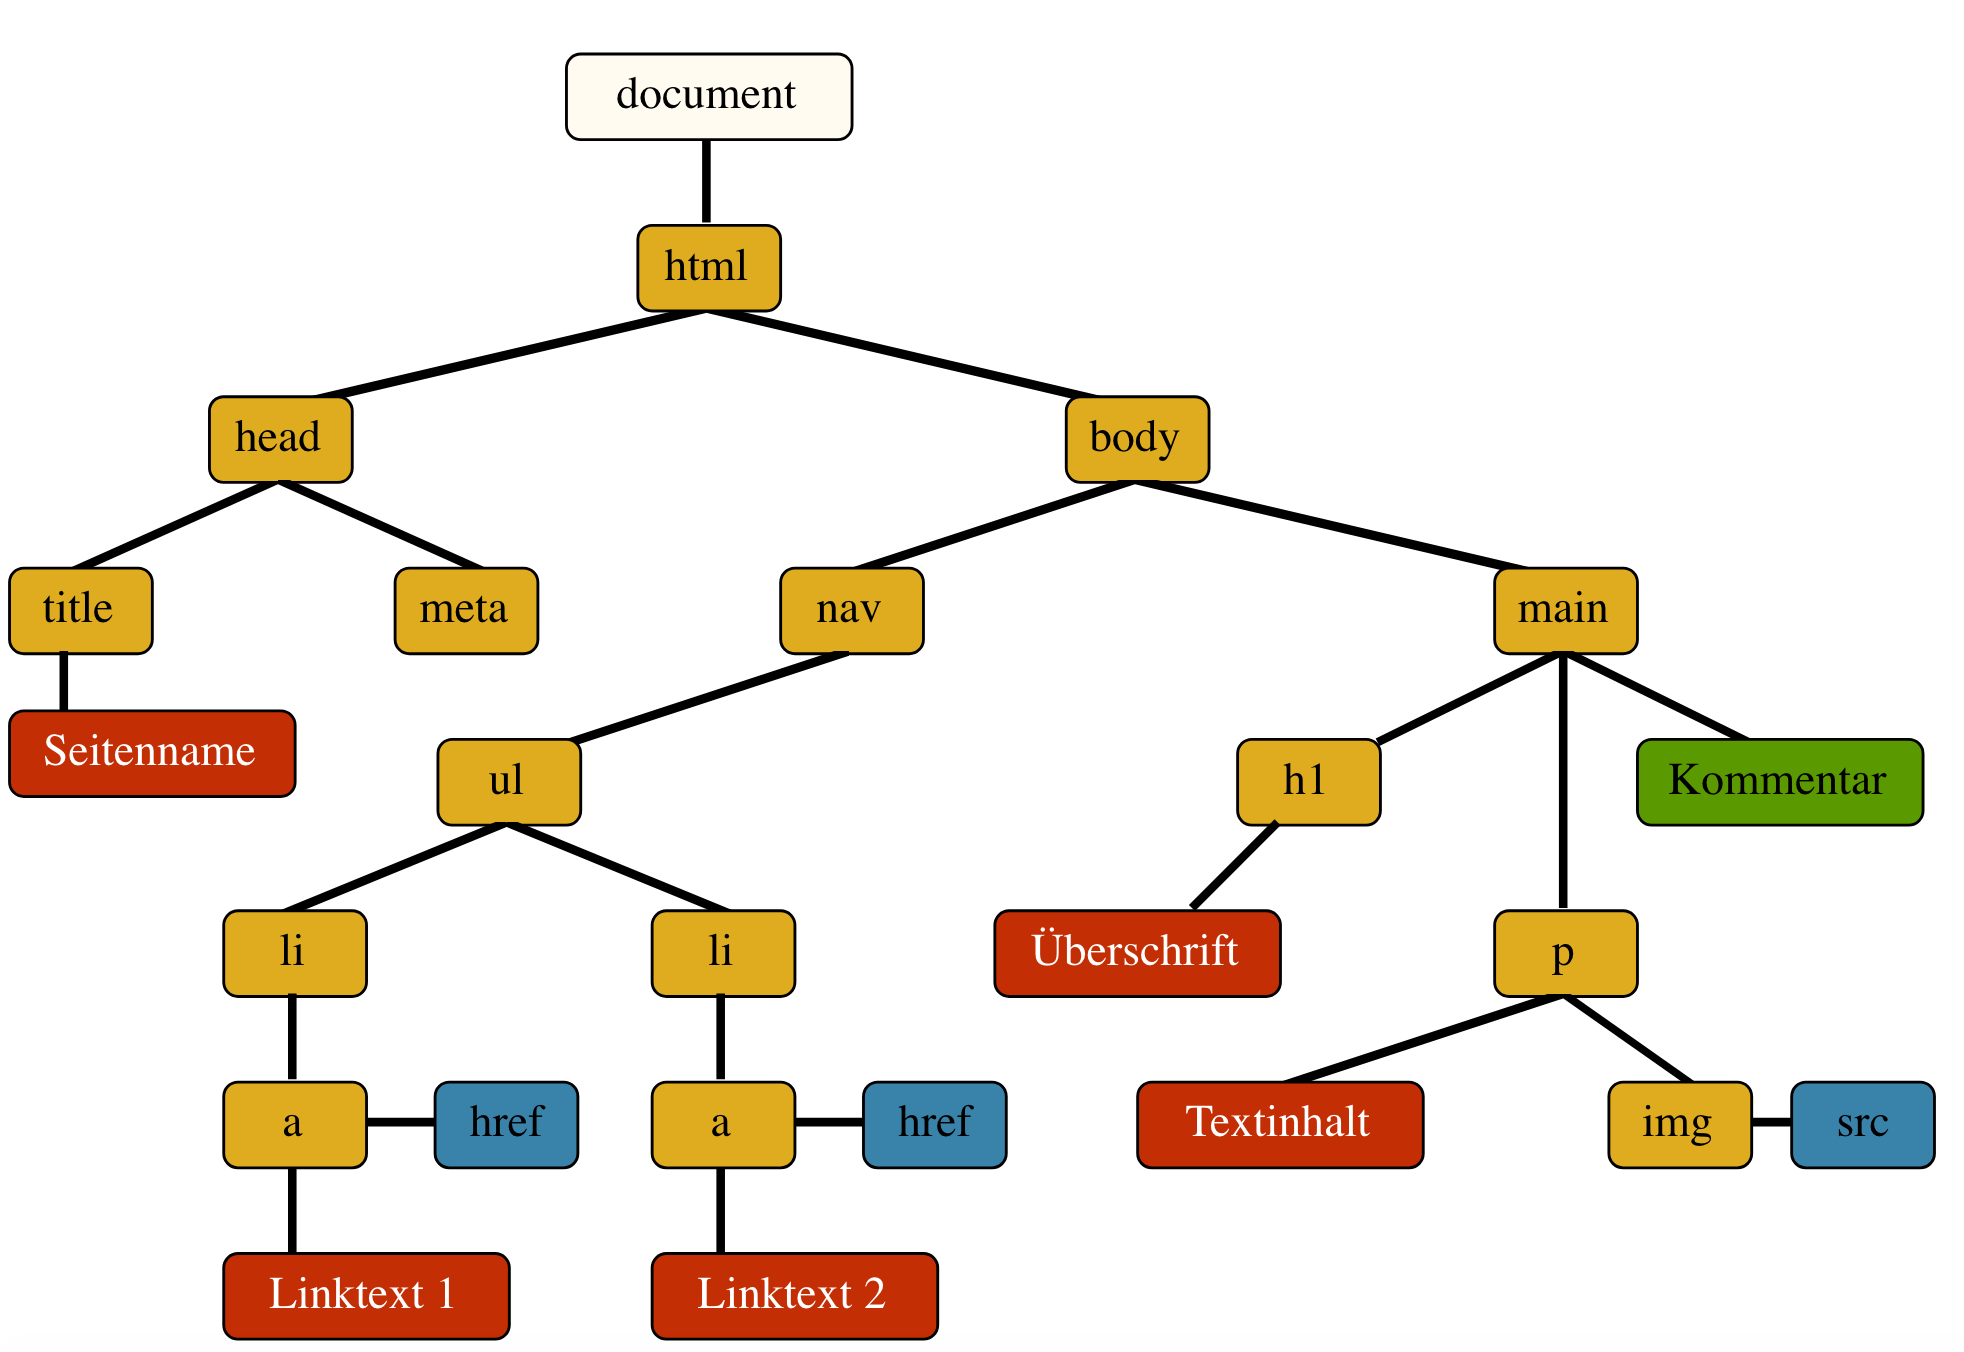 document
html
head
body
title
meta
nav
main
Seitenname
ul
h1
Kommentar
li
li
Überschrift
p
a
href
a
href
Textinhalt
img
src
Linktext 1
Linktext 2